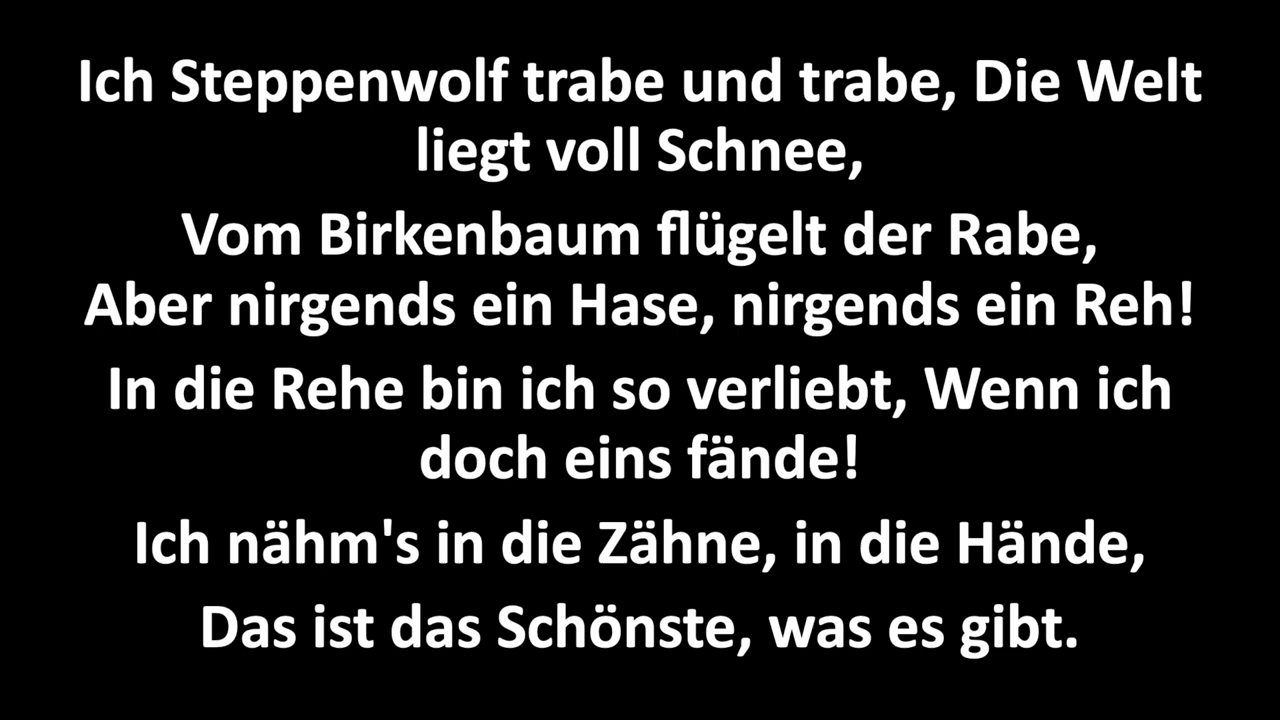 Ich Steppenwolf trabe und trabe, Die Welt
liegt voll Schnee,
Vom Birkenbaum flügelt der Rabe,
Aber nirgends ein Hase, nirgends ein Reh!
In die Rehe bin ich so verliebt, Wenn ich
doch eins fände!
Ich nähm's in die Zähne, in die Hände,
Das ist das Schönste, was es gibt.